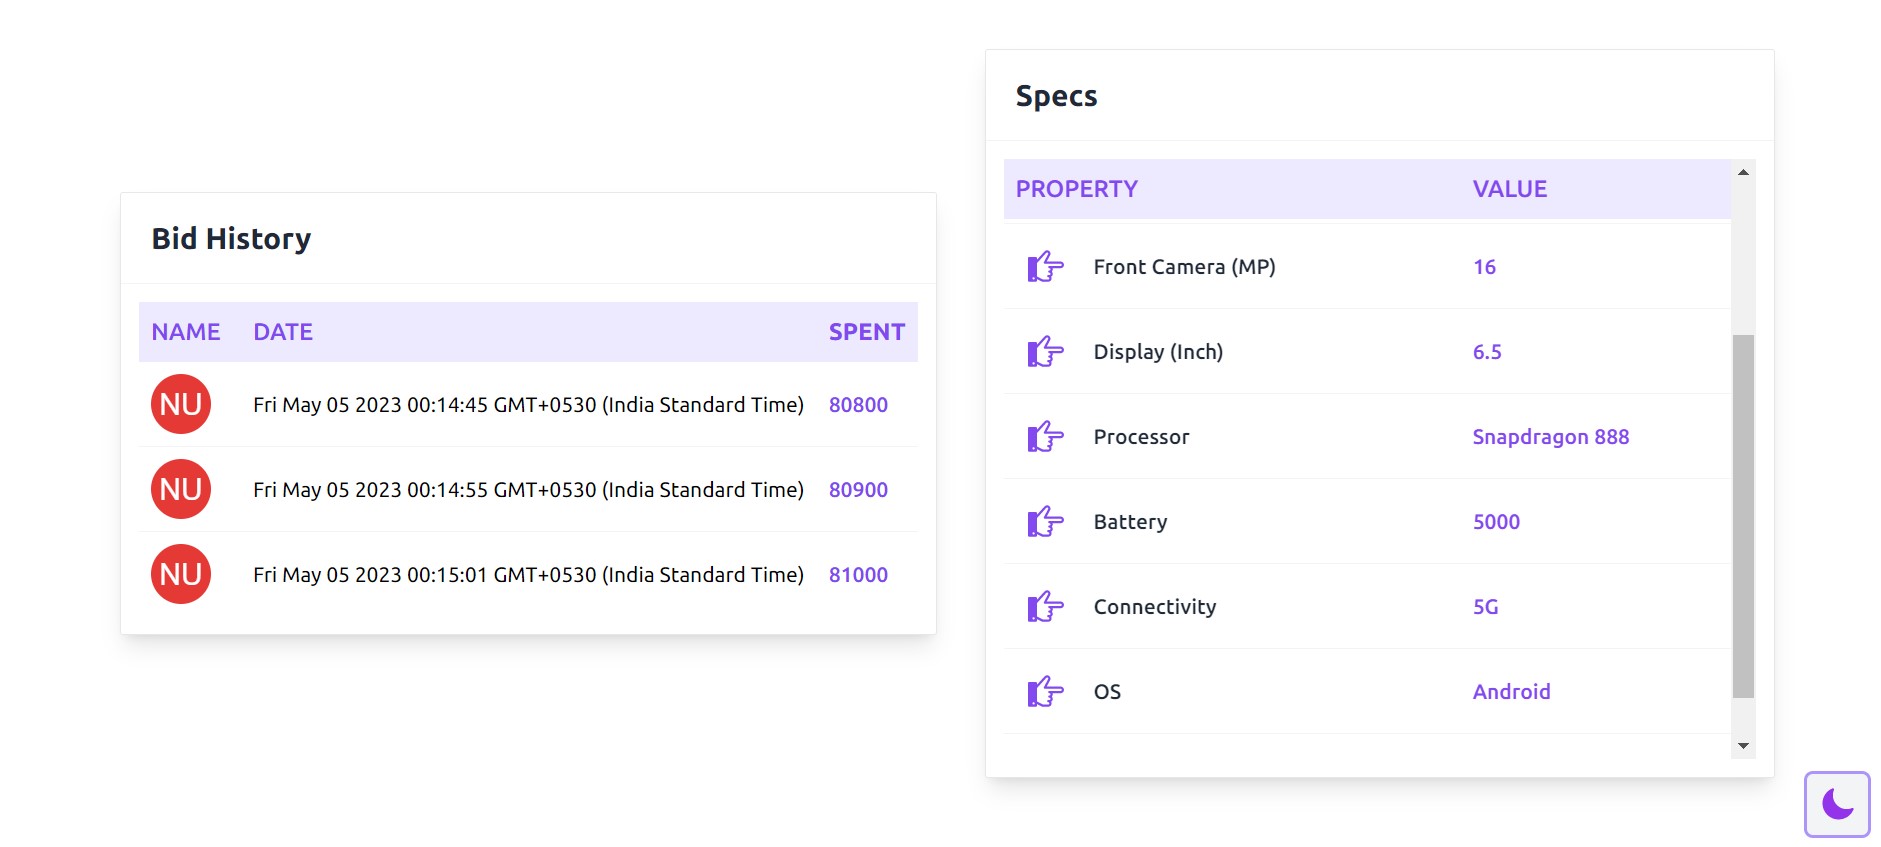 Bid History
NAME DATE SPENT
NU Fri May 05 2023 00:14:45 GMT+0530 (India Standard Time) 80800
NU Fri May 05 2023 00:14:55 GMT+0530 (India Standard Time) 80900
NU Fri May 05 2023 00:15:01 GMT+0530 (India Standard Time) 81000
Specs
PROPERTY VALUE
Front Camera (MP) 16
Display (Inch) 6.5
Processor Snapdragon 888
Battery 5000
Connectivity 5G
OS Android